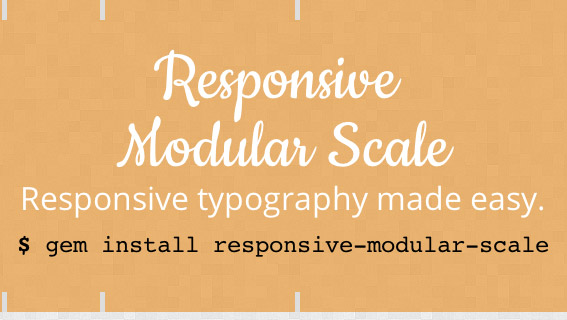 Responsive
Modular Scale
Responsive typography made easy.
$ gem install responsive-modular-scale